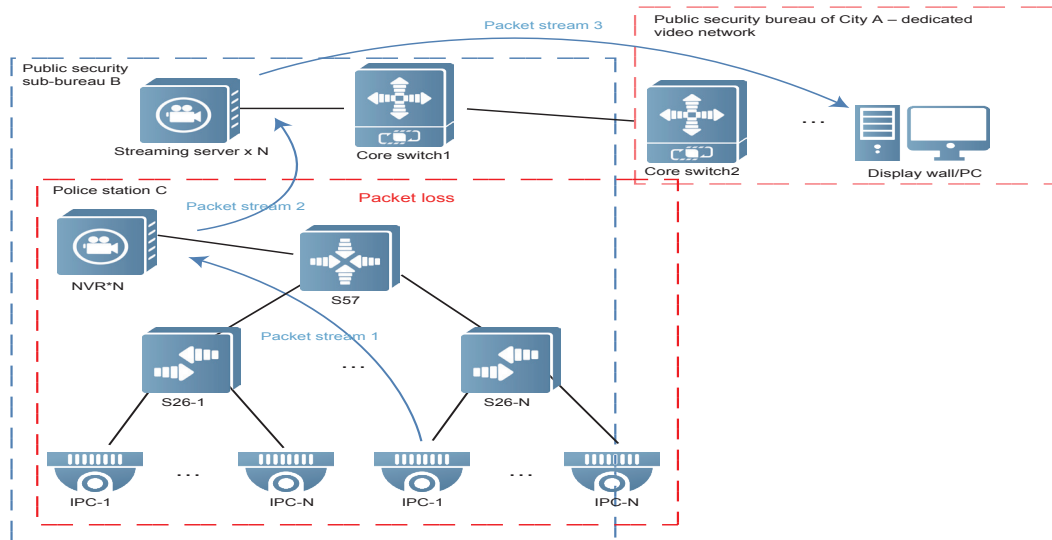 Packet stream 3
Public security bureau of City A – dedicated
video network
Public security
sub-bureau B
Streaming server x N
Core switch1
Core switch2
...
Display wall/PC
Police station C
Packet loss
Packet stream 2
NVR*N
S57
Packet stream 1
S26-1
...
S26-N
IPC-1
...
IPC-N
IPC-1
...
IPC-N